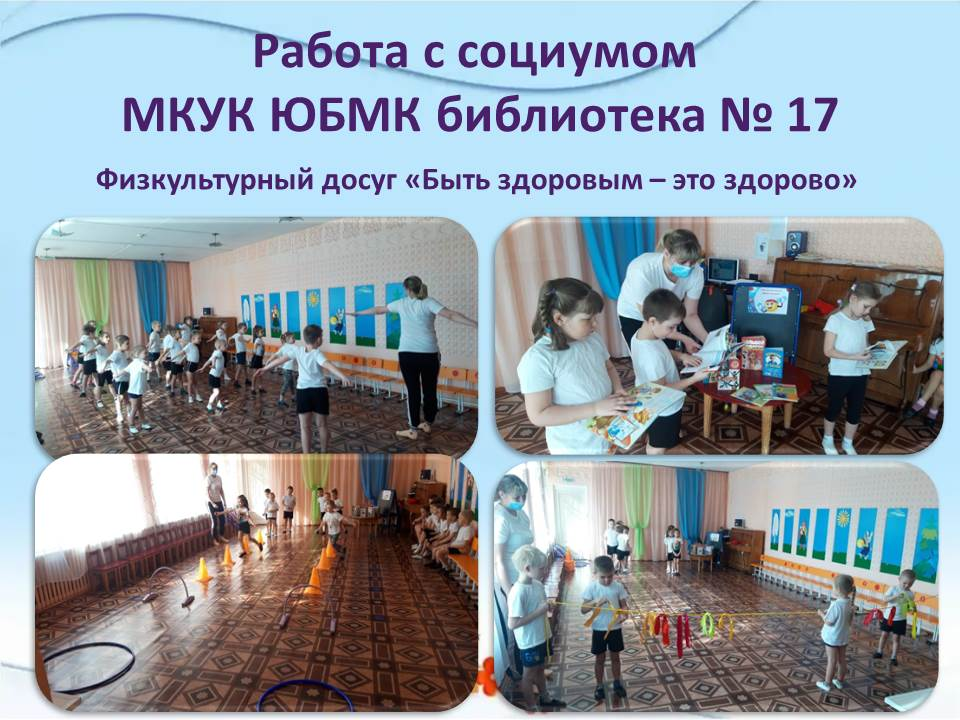 Работа с социумом
МКУК ЮБМК библиотека № 17
Физкультурный досуг «Быть здоровым – это здорово»